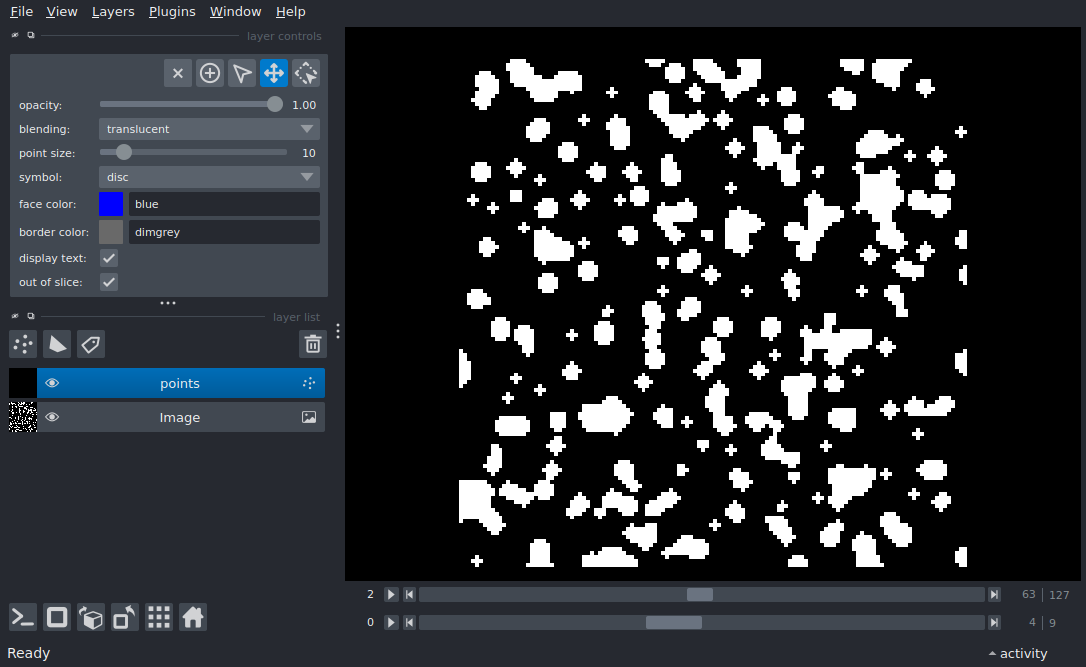 File View Layers Plugins Window Help
layer controls
opacity: 1.00
blending: translucent
point size: 10
symbol: disc
face color: blue
border color: dimgrey
display text:
out of slice:
layer list
points
Image
2 63 127
0 4 9
Ready activity